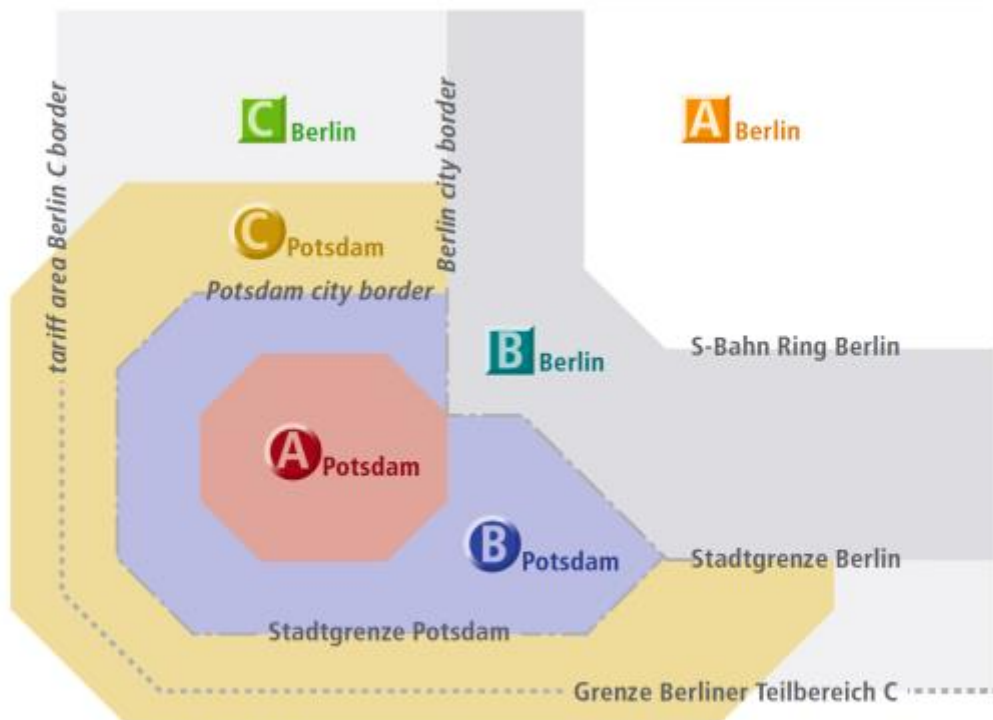 C Berlin
A Berlin
tariff area Berlin C border
Berlin city border
C Potsdam
Potsdam city border
B Berlin
S-Bahn Ring Berlin
A Potsdam
B Potsdam
Stadtgrenze Berlin
Stadtgrenze Potsdam
Grenze Berliner Teilbereich C